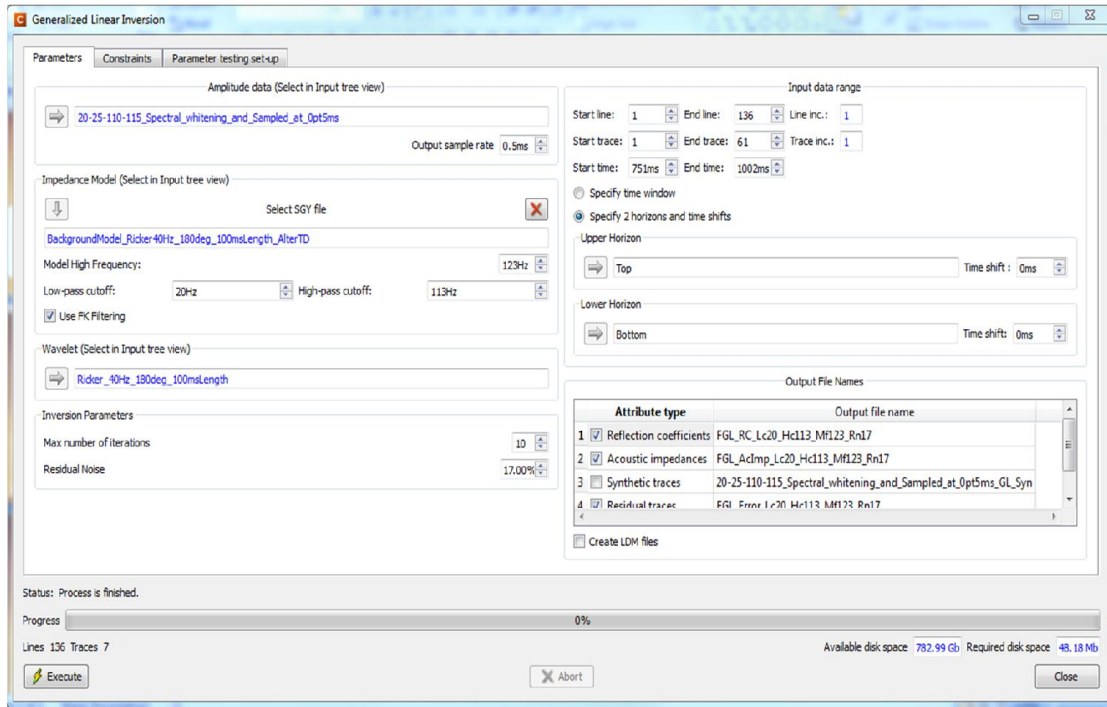 Generalized Linear Inversion
Parameters Constraints Parameter testing set-up
Amplitude data (Select in Input tree view)
20-25-110-115_Spectral_whitening_and_Sampled_at_0pt5ms
Output sample rate 0.5ms
Impedance Model (Select in Input tree view)
Select SGY file
BackgroundModel_Ricker40Hz_180deg_100msLength_AlterTD
Model High Frequency: 123Hz
Low-pass cutoff: 20Hz High-pass cutoff: 113Hz
Use FK Filtering
Wavelet (Select in Input tree view)
Ricker_40Hz_180deg_100msLength
Inversion Parameters
Max number of iterations 10
Residual Noise 17.00%
Input data range
Start line: 1 End line: 136 Line inc.: 1
Start trace: 1 End trace: 61 Trace inc.: 1
Start time: 751ms End time: 1002ms
Specify time window
Specify 2 horizons and time shifts
Upper Horizon
Top Time shift : 0ms
Lower Horizon
Bottom Time shift: 0ms
Output File Names
Attribute type Output file name
1 Reflection coefficients FGL_RC_Lc20_Hc113_Mf123_Rn17
2 Acoustic impedances FGL_AcImp_Lc20_Hc113_Mf123_Rn17
3 Synthetic traces 20-25-110-115_Spectral_whitening_and_Sampled_at_0pt5ms_GL_Syn
4 Residual traces FGL_Error_Lc20_Hc113_Mf123_Rn17
Create LDM files
Status: Process is finished.
Progress 0%
Lines 136 Traces 7 Available disk space 782.99 Gb Required disk space 48.18 Mb
Execute Abort Close